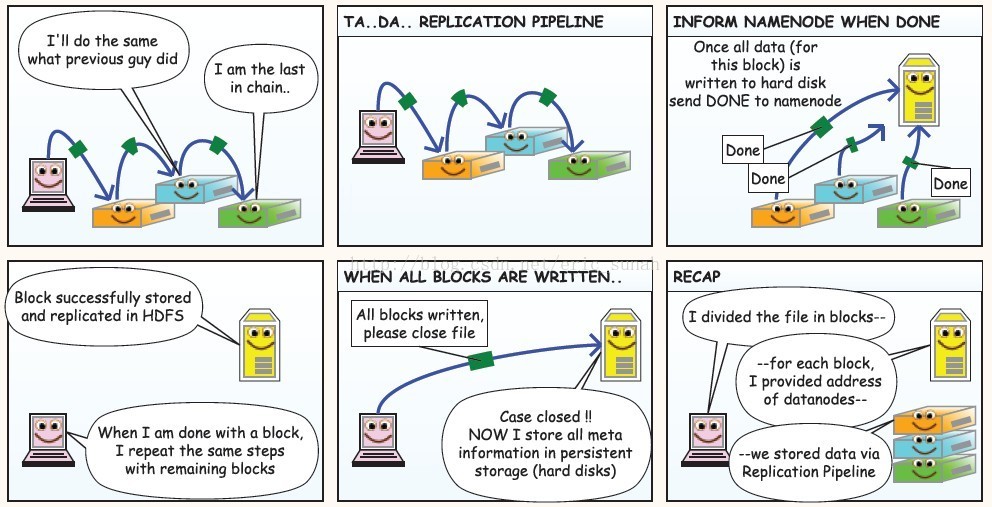 I'll do the same
what previous guy did
I am the last
in chain..
TA..DA.. REPLICATION PIPELINE
INFORM NAMENODE WHEN DONE
Once all data (for
this block) is
written to hard disk
send DONE to namenode
Done
Done
Done
Block successfully stored
and replicated in HDFS
When I am done with a block,
I repeat the same steps
with remaining blocks
http://blog.csdn.net/eric_sunah
WHEN ALL BLOCKS ARE WRITTEN..
All blocks written,
please close file
Case closed !!
NOW I store all meta
information in persistent
storage (hard disks)
RECAP
I divided the file in blocks--
--for each block,
I provided address
of datanodes--
--we stored data via
Replication Pipeline